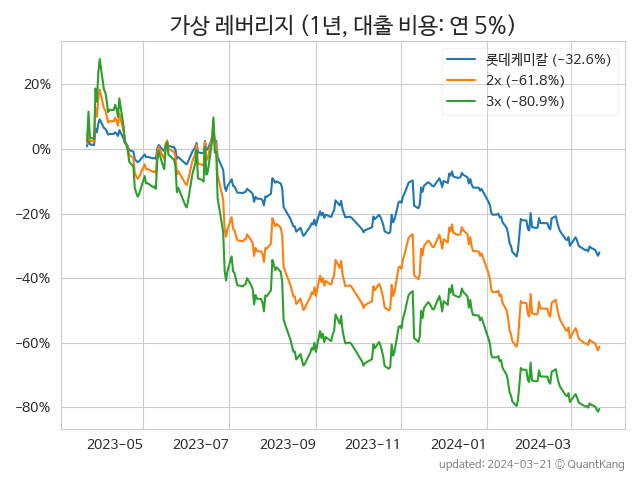 가상 레버리지 (1년, 대출 비용: 연 5%)
롯데케미칼 (−32.6%)
2x (−61.8%)
3x (−80.9%)
20%
0%
−20%
−40%
−60%
−80%
2023-05 2023-07 2023-09 2023-11 2024-01 2024-03
updated: 2024-03-21 © QuantKang